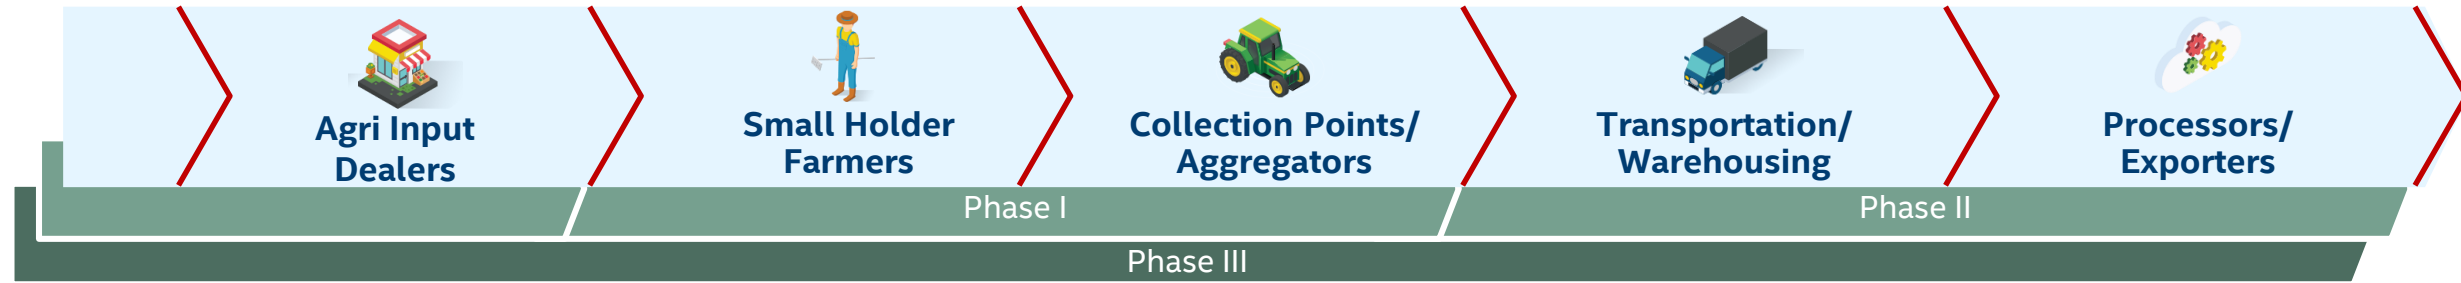 Agri Input
Dealers
Small Holder
Farmers
Collection Points/
Aggregators
Transportation/
Warehousing
Processors/
Exporters
Phase I
Phase II
Phase III